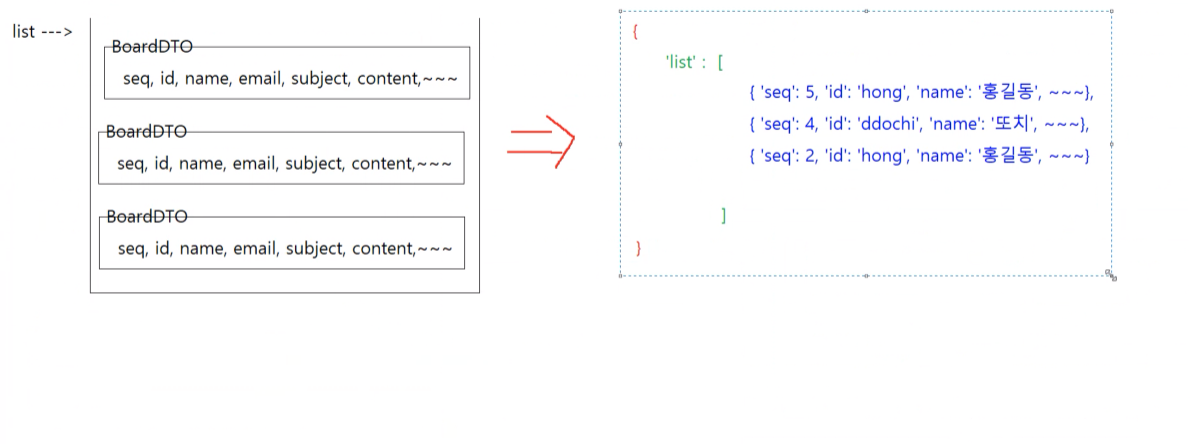 list --->
BoardDTO
seq, id, name, email, subject, content,~~~
BoardDTO
seq, id, name, email, subject, content,~~~
BoardDTO
seq, id, name, email, subject, content,~~~
{
'list' : [
{ 'seq': 5, 'id': 'hong', 'name': '홍길동', ~~~},
{ 'seq': 4, 'id': 'ddochi', 'name': '또치', ~~~},
{ 'seq': 2, 'id': 'hong', 'name': '홍길동', ~~~}
]
}